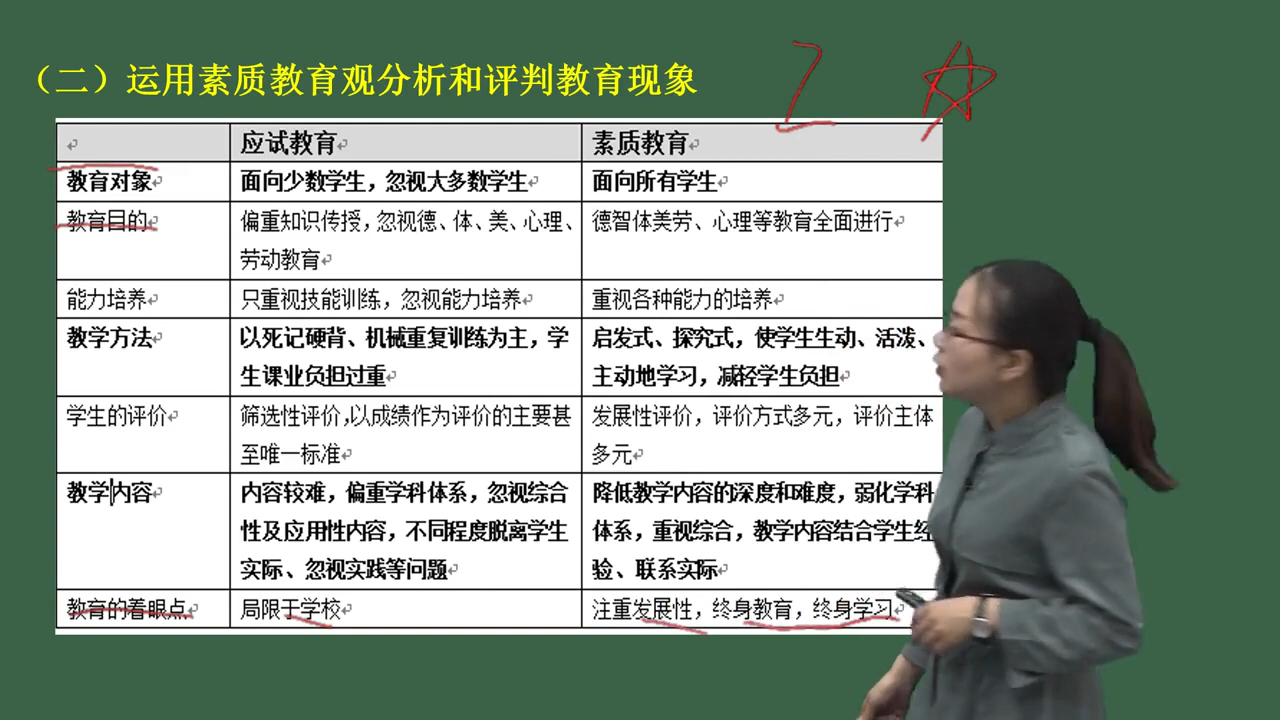 （二）运用素质教育观分析和评判教育现象
应试教育 素质教育
教育对象 面向少数学生，忽视大多数学生 面向所有学生
教育目的 偏重知识传授，忽视德、体、美、心理、 德智体美劳、心理等教育全面进行
劳动教育
能力培养 只重视技能训练，忽视能力培养 重视各种能力的培养
教学方法 以死记硬背、机械重复训练为主，学 启发式、探究式，使学生生动、活泼、
生课业负担过重 主动地学习，减轻学生负担
学生的评价 筛选性评价，以成绩作为评价的主要甚 发展性评价，评价方式多元，评价主体
至唯一标准 多元
教学内容 内容较难，偏重学科体系，忽视综合 降低教学内容的深度和难度，弱化学科
性及应用性内容，不同程度脱离学生 体系，重视综合，教学内容结合学生经
实际、忽视实践等问题 验、联系实际
教育的着眼点 局限于学校 注重发展性，终身教育，终身学习